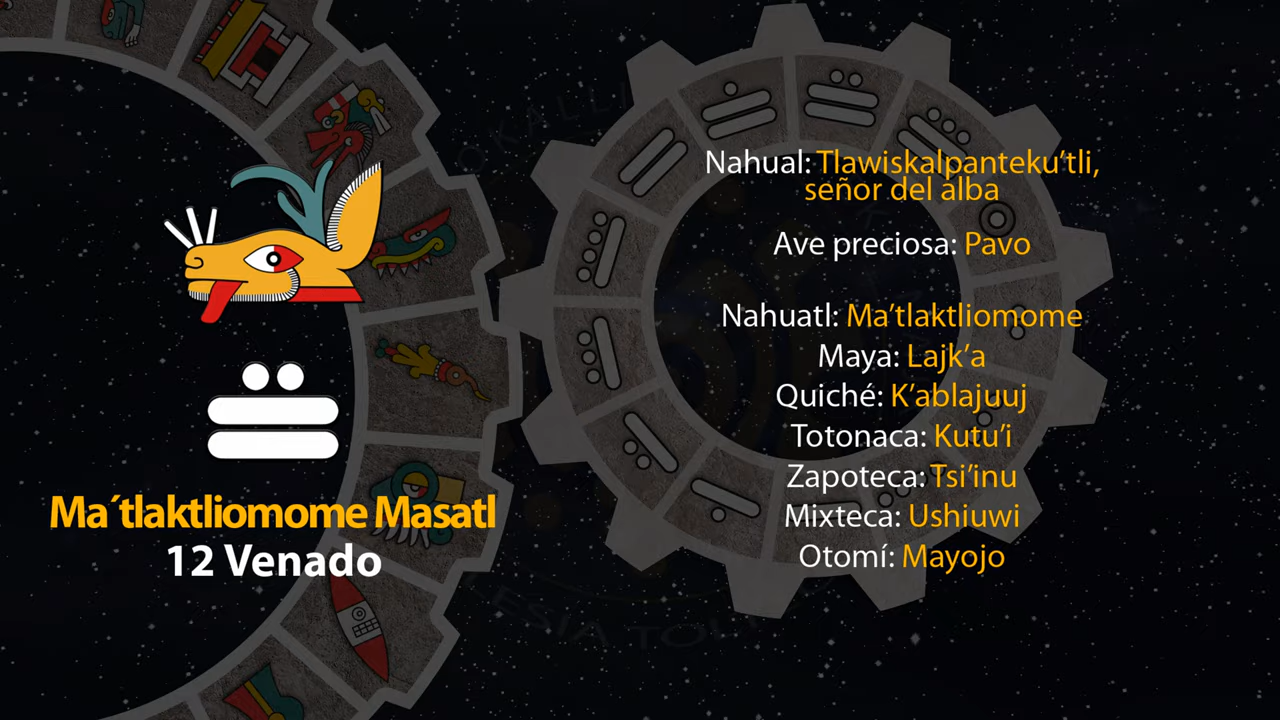 Ma´tlaktliomome Masatl
12 Venado
Nahual: Tlawiskalpanteku’tli,
señor del alba
Ave preciosa: Pavo
Nahuatl: Ma’tlaktliomome
Maya: Lajk’a
Quiché: K’ablajuuj
Totonaca: Kutu’i
Zapoteca: Tsi’inu
Mixteca: Ushiuwi
Otomí: Mayojo